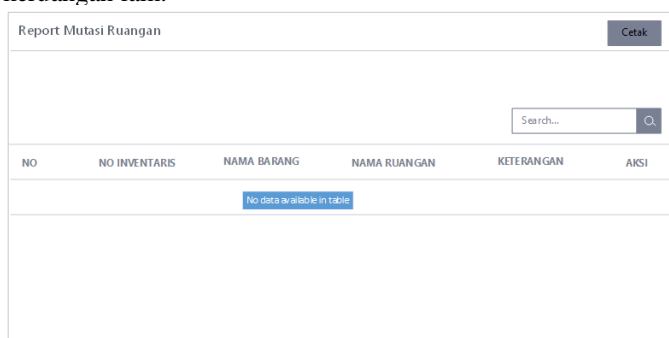 Report Mutasi Ruangan
Cetak
Search...
NO NO INVENTARIS NAMA BARANG NAMA RUANGAN KETERANGAN AKSI
No data available in table